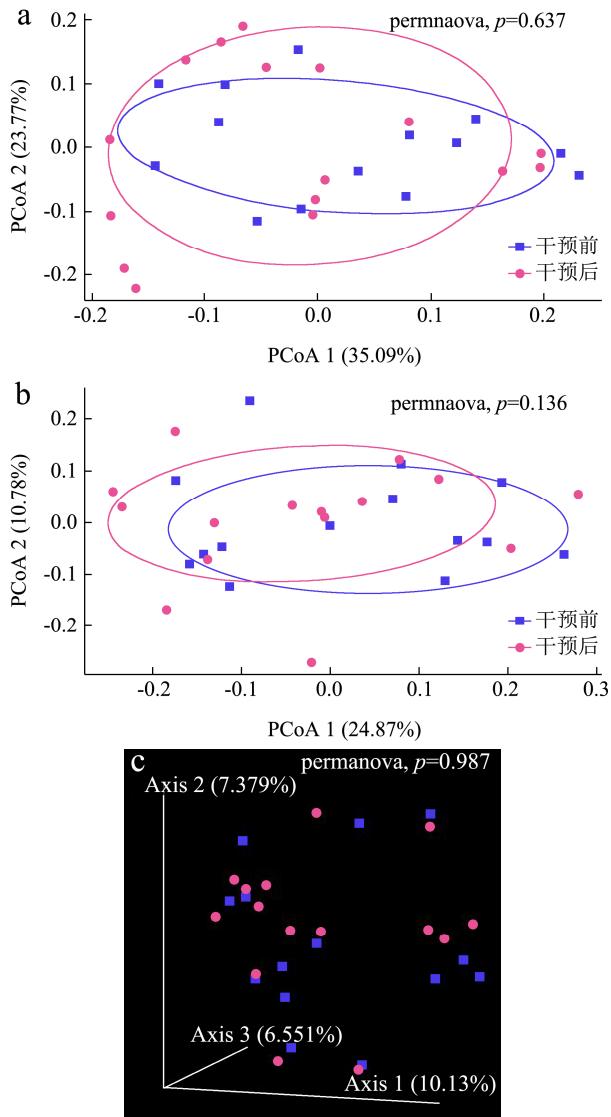 a
permnaova, p=0.637
0.2
0.1
0.0
-0.1
-0.2
PCoA 2 (23.77%)
干预前
干预后
-0.2 -0.1 0.0 0.1 0.2
PCoA 1 (35.09%)
b
permnaova, p=0.136
0.2
0.1
0.0
-0.1
-0.2
PCoA 2 (10.78%)
干预前
干预后
-0.2 -0.1 0.0 0.1 0.2 0.3
PCoA 1 (24.87%)
c
permanova, p=0.987
Axis 2 (7.379%)
Axis 3 (6.551%)
Axis 1 (10.13%)